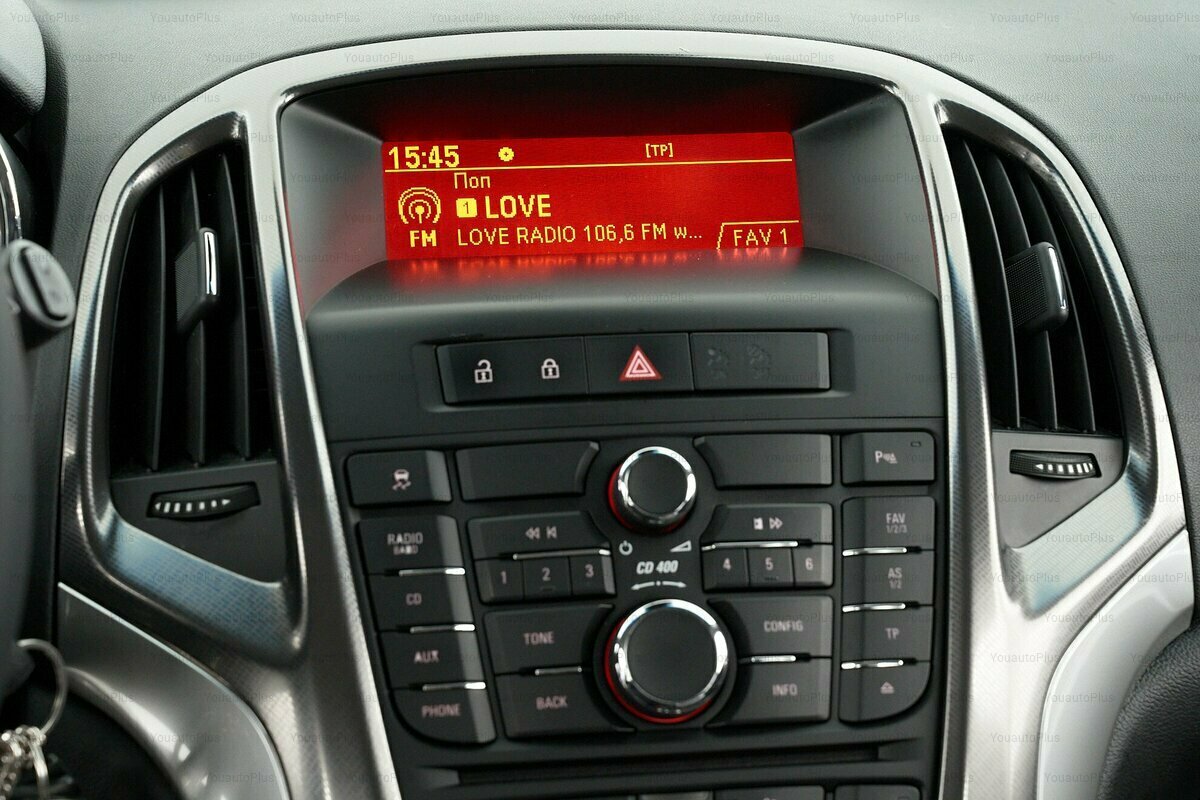 15:45 [TP]
Поп
1 LOVE
FM LOVE RADIO 106,6 FM w... FAV 1
RADIO
BAND
FAV
1/2/3
1 2 3
4 5 6
CD 400
CD
AS
1/2
TONE
CONFIG
TP
AUX
BACK
INFO
PHONE
YouautoPlus